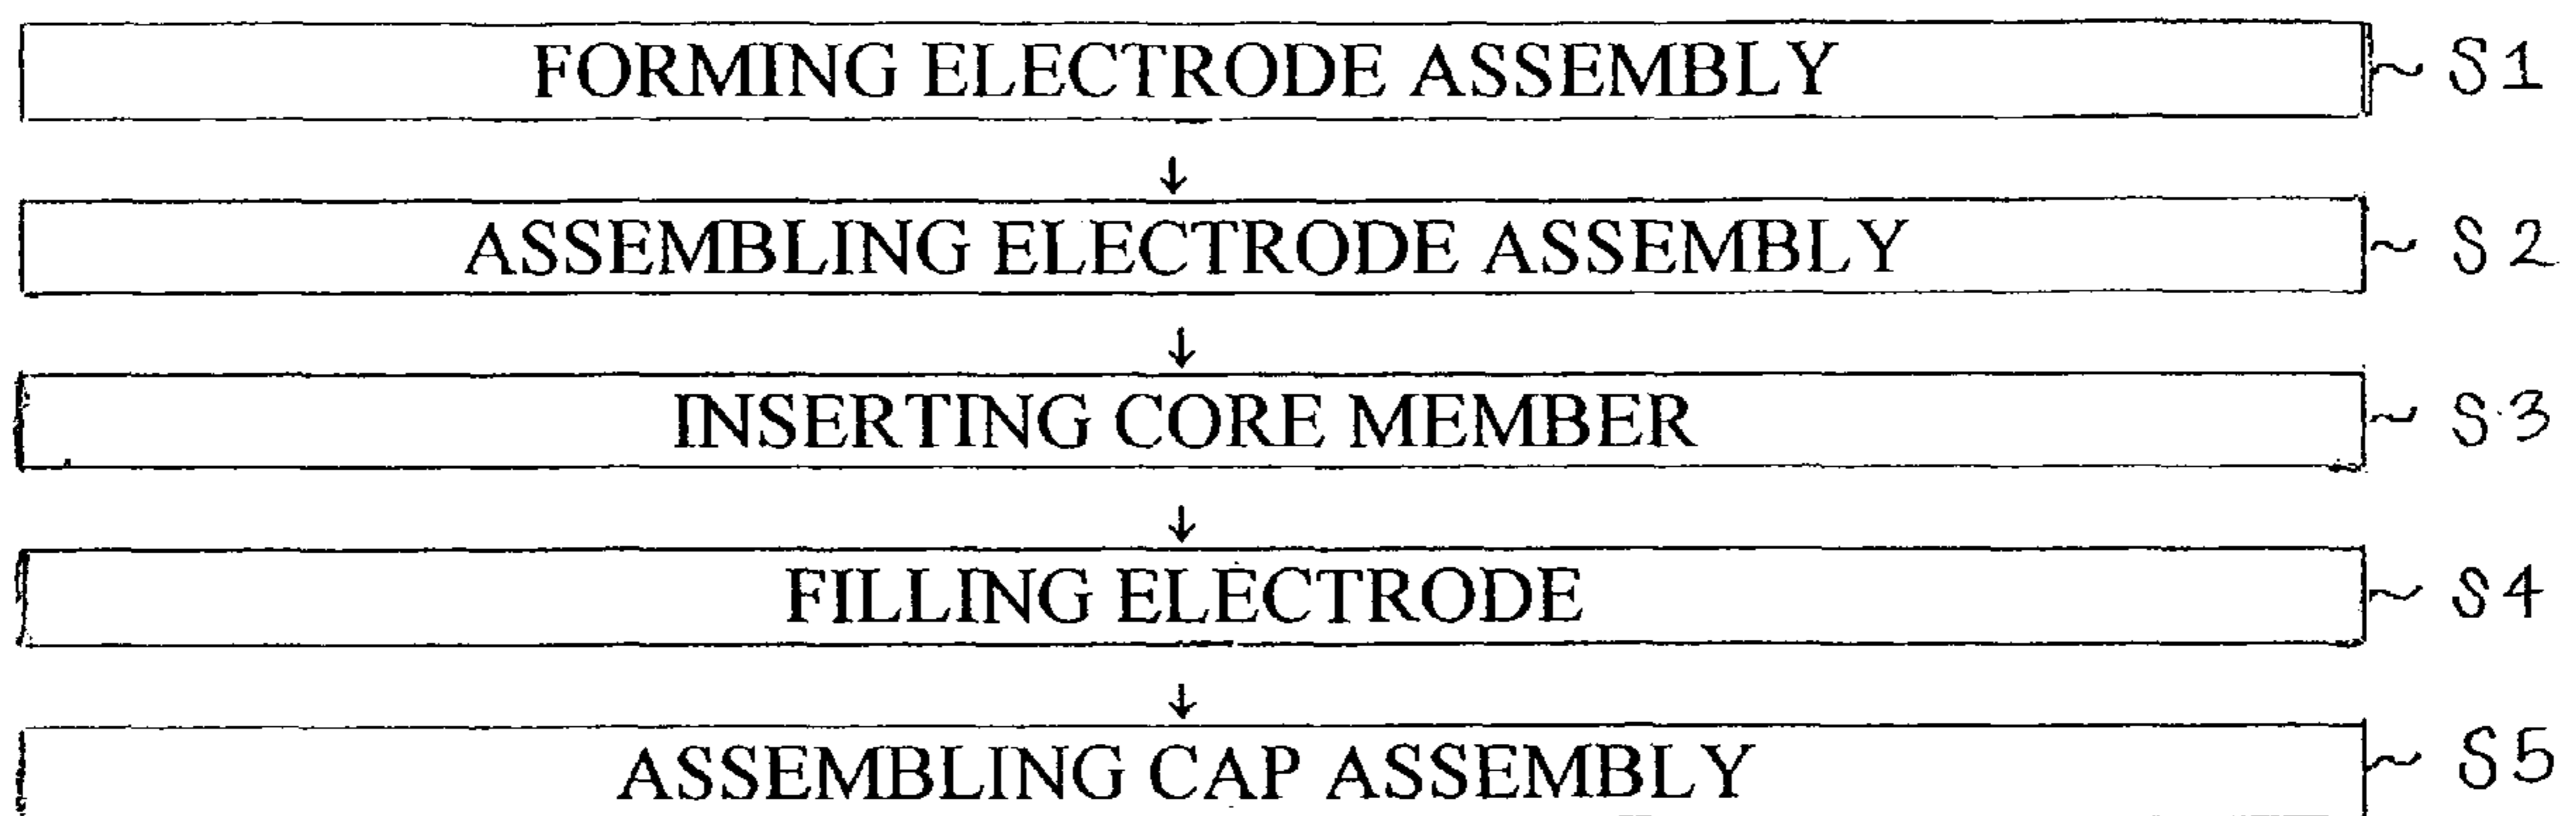 FORMING ELECTRODE ASSEMBLY S1
↓
ASSEMBLING ELECTRODE ASSEMBLY S2
↓
INSERTING CORE MEMBER S3
↓
FILLING ELECTRODE S4
↓
ASSEMBLING CAP ASSEMBLY S5